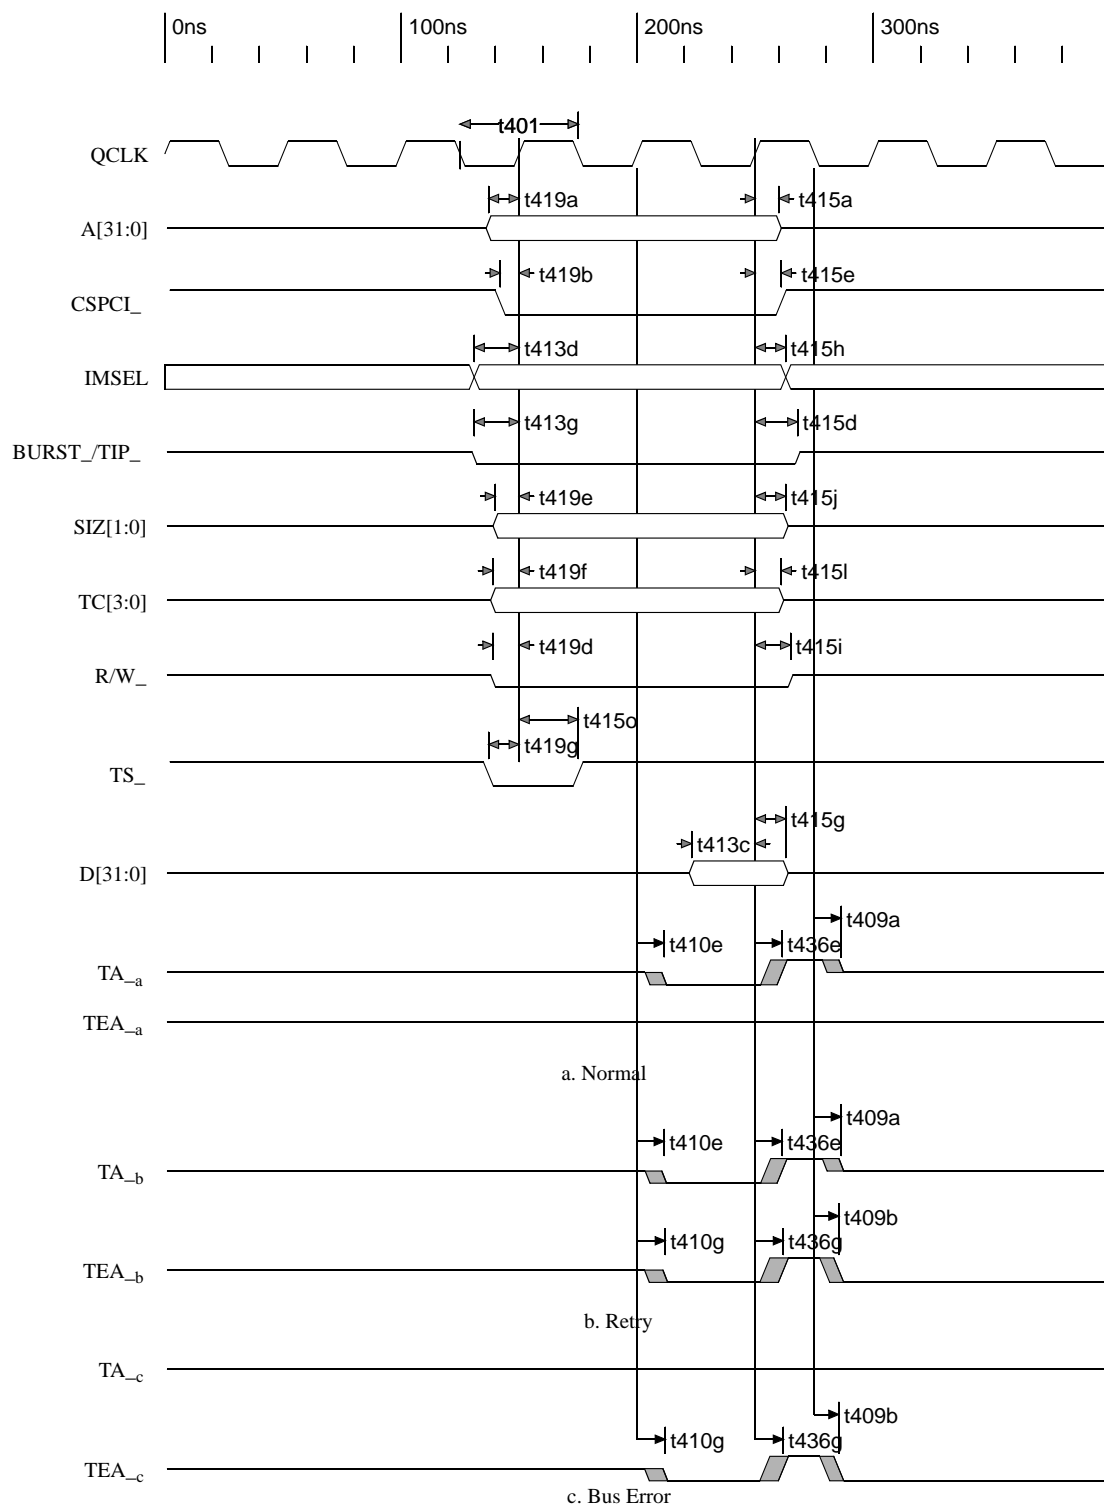 0ns 100ns 200ns 300ns
t401
QCLK
t419a t415a
A[31:0]
t419b t415e
CSPCI_
t413d t415h
IMSEL
t413g t415d
BURST_/TIP_
t419e t415j
SIZ[1:0]
t419f t415l
TC[3:0]
t419d t415i
R/W_
t415o
t419g
TS_
t415g
t413c
D[31:0]
t409a
t410e t436e
TA_a
TEA_a
a. Normal
t409a
t410e t436e
TA_b
t409b
t410g t436g
TEA_b
b. Retry
TA_c
t409b
t410g t436g
TEA_c
c. Bus Error